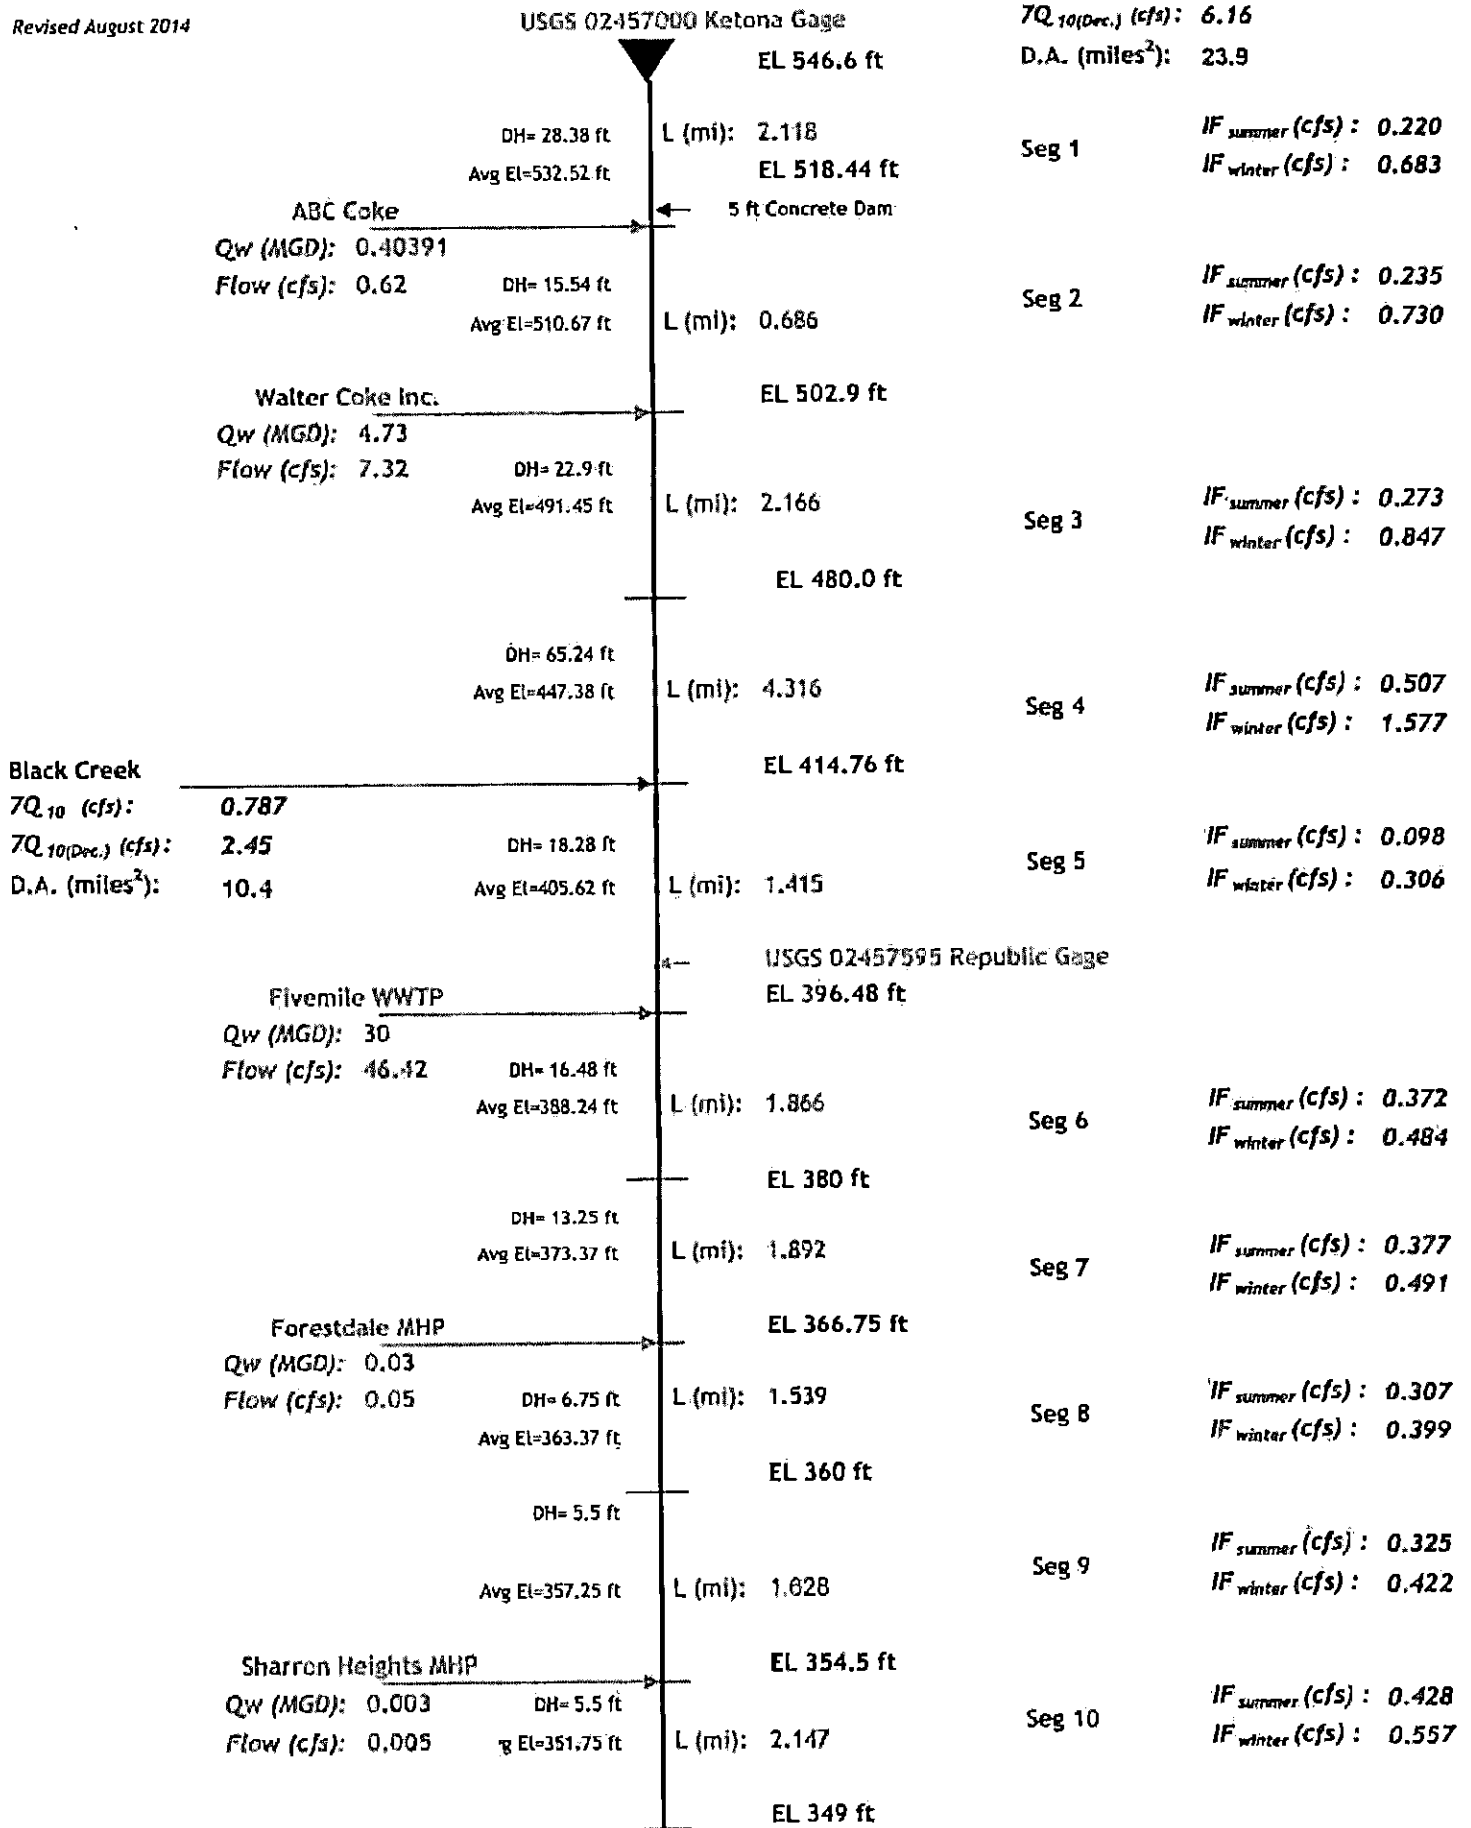 Revised August 2014
USGS 02457000 Ketona Gage
7Q 10(Dec.) (cfs): 6.16
EL 546.6 ft
D.A. (miles²): 23.9
DH= 28.38 ft
L (mi): 2.118
Seg 1
IF summer (cfs) : 0.220
Avg El=532.52 ft
EL 518.44 ft
IF winter (cfs) : 0.683
ABC Coke
5 ft Concrete Dam
Qw (MGD): 0.40391
Flow (cfs): 0.62
DH= 15.54 ft
Seg 2
IF summer (cfs) : 0.235
Avg El=510.67 ft
L (mi): 0.686
IF winter (cfs) : 0.730
Walter Coke Inc.
EL 502.9 ft
Qw (MGD): 4.73
Flow (cfs): 7.32
DH= 22.9 ft
Avg El=491.45 ft
L (mi): 2.166
Seg 3
IF summer (cfs) : 0.273
IF winter (cfs) : 0.847
EL 480.0 ft
DH= 65.24 ft
Avg El=447.38 ft
L (mi): 4.316
Seg 4
IF summer (cfs) : 0.507
IF winter (cfs) : 1.577
Black Creek
EL 414.76 ft
7Q 10 (cfs): 0.787
7Q 10(Dec.) (cfs): 2.45
DH= 18.28 ft
Seg 5
IF summer (cfs) : 0.098
D.A. (miles²): 10.4
Avg El=405.62 ft
L (mi): 1.415
IF winter (cfs) : 0.306
USGS 02457595 Republic Gage
Fivemile WWTP
EL 396.48 ft
Qw (MGD): 30
Flow (cfs): 46.42
DH= 16.48 ft
Avg El=388.24 ft
L (mi): 1.866
Seg 6
IF summer (cfs) : 0.372
IF winter (cfs) : 0.484
EL 380 ft
DH= 13.25 ft
Avg El=373.37 ft
L (mi): 1.892
Seg 7
IF summer (cfs) : 0.377
IF winter (cfs) : 0.491
Forestdale MHP
EL 366.75 ft
Qw (MGD): 0.03
Flow (cfs): 0.05
DH= 6.75 ft
L (mi): 1.539
Seg 8
IF summer (cfs) : 0.307
Avg El=363.37 ft
IF winter (cfs) : 0.399
EL 360 ft
DH= 5.5 ft
Seg 9
IF summer (cfs) : 0.325
Avg El=357.25 ft
L (mi): 1.628
IF winter (cfs) : 0.422
Sharron Heights MHP
EL 354.5 ft
Qw (MGD): 0.003
DH= 5.5 ft
Seg 10
IF summer (cfs) : 0.428
Flow (cfs): 0.005
g El=351.75 ft
L (mi): 2.147
IF winter (cfs) : 0.557
EL 349 ft